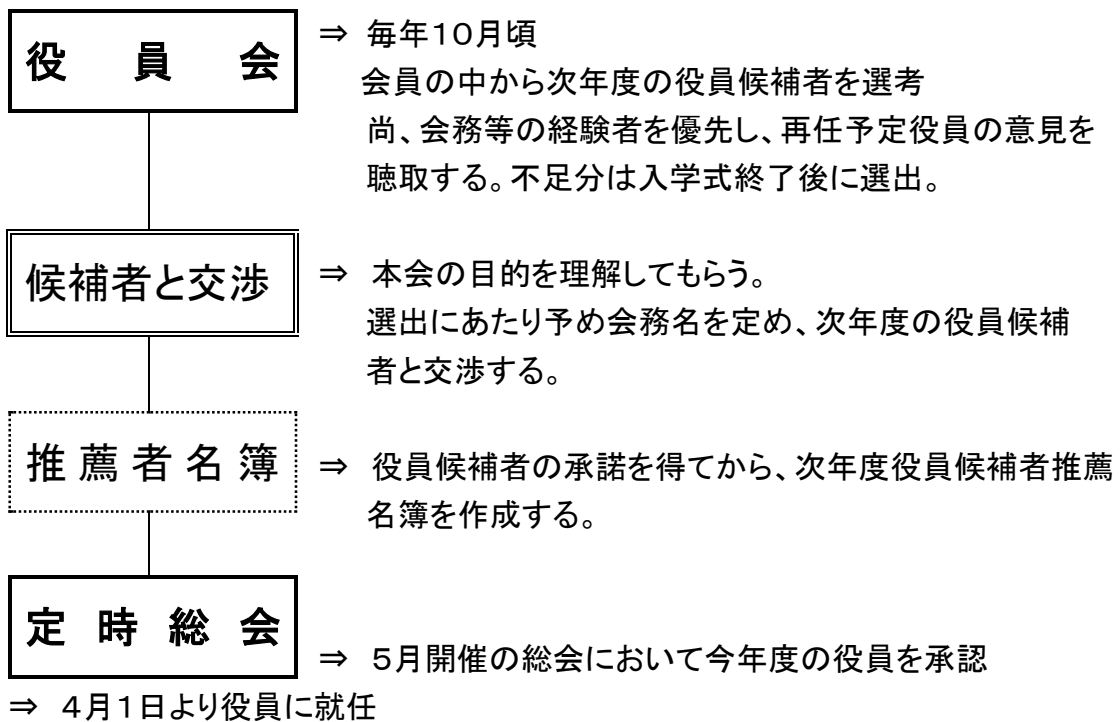 役員会
⇒ 毎年10月頃
会員の中から次年度の役員候補者を選考
尚、会務等の経験者を優先し、再任予定役員の意見を
聴取する。不足分は入学式終了後に選出。
候補者と交渉
⇒ 本会の目的を理解してもらう。
選出にあたり予め会務名を定め、次年度の役員候補
者と交渉する。
推薦者名簿
⇒ 役員候補者の承諾を得てから、次年度役員候補者推薦
名簿を作成する。
定時総会
⇒ 5月開催の総会において今年度の役員を承認
⇒ 4月1日より役員に就任